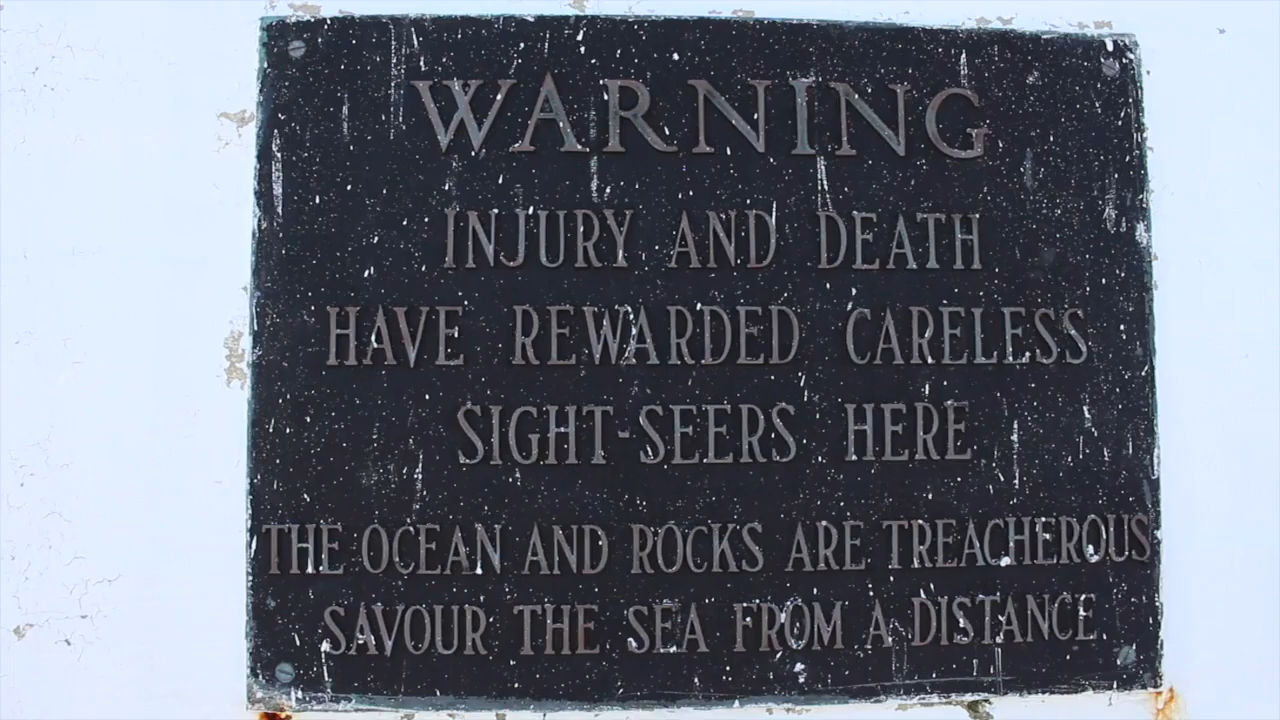 WARNING
INJURY AND DEATH
HAVE REWARDED CARELESS
SIGHT-SEERS HERE
THE OCEAN AND ROCKS ARE TREACHEROUS
SAVOUR THE SEA FROM A DISTANCE